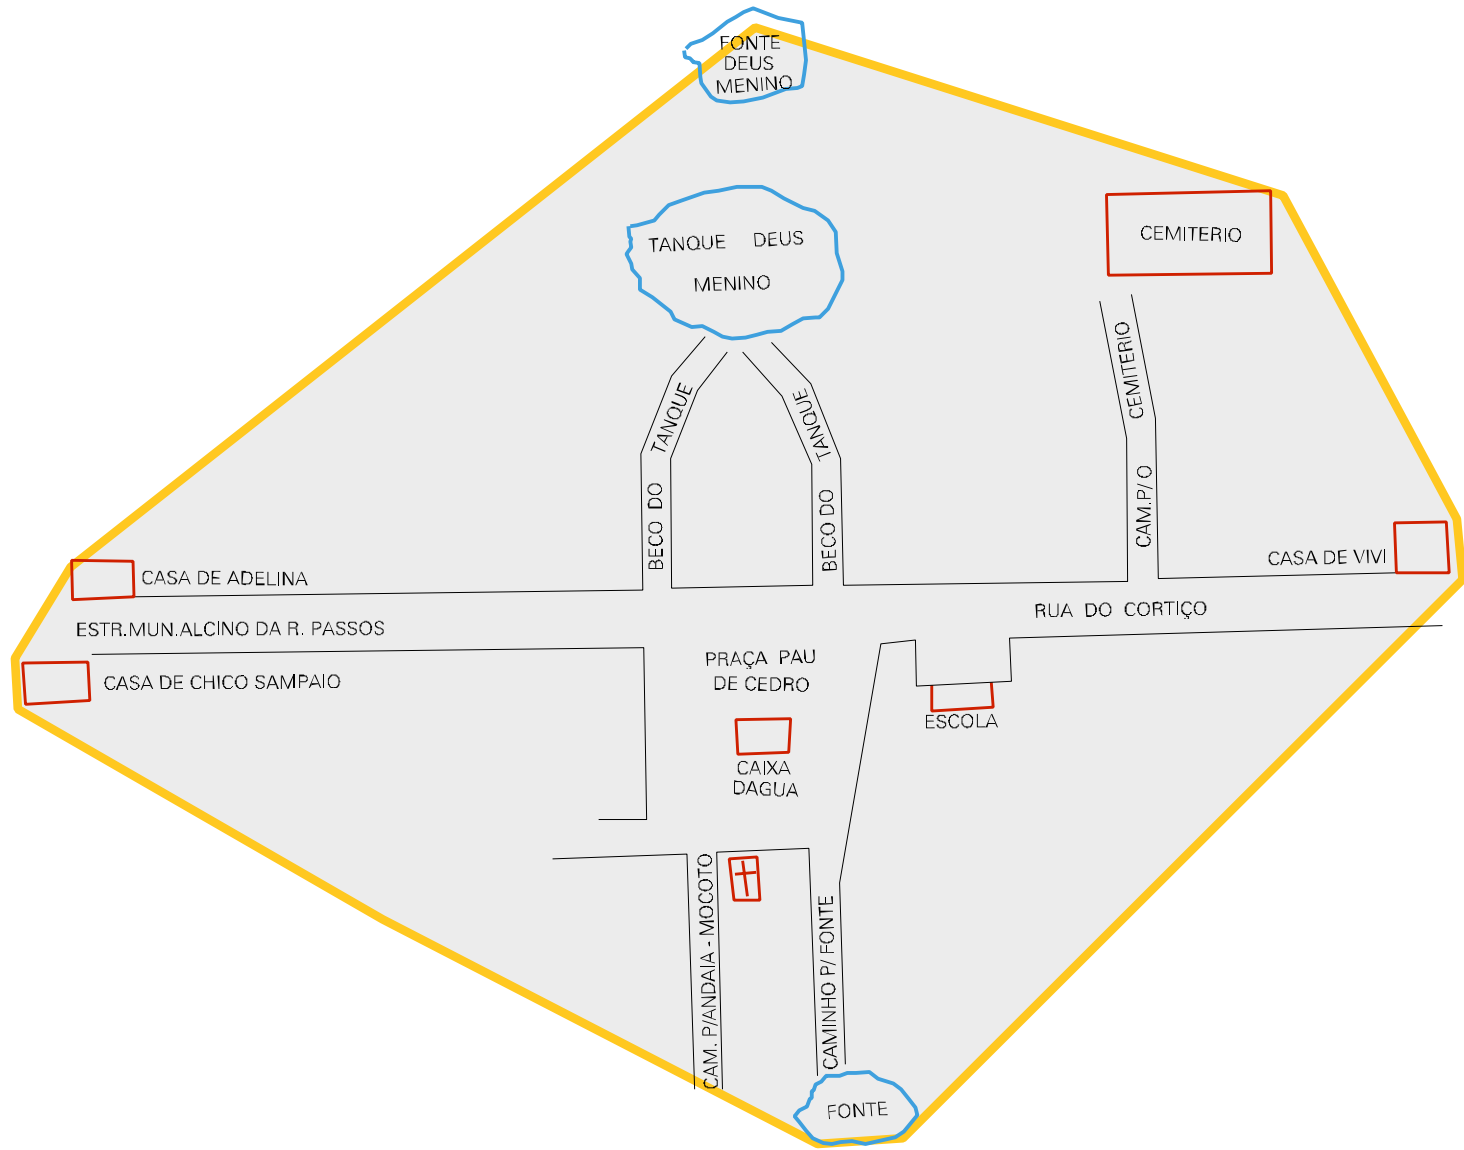 FONTE
DEUS
MENINO
TANQUE DEUS
MENINO
CEMITERIO
CAM.P/ O CEMITERIO
BECO DO TANQUE
BECO DO TANQUE
CASA DE VIVI
CASA DE ADELINA
RUA DO CORTIÇO
ESTR.MUN.ALCINO DA R. PASSOS
PRAÇA PAU
DE CEDRO
CASA DE CHICO SAMPAIO
ESCOLA
CAIXA
DAGUA
CAM. P/ANDAIA - MOCOTO
CAMINHO P/ FONTE
FONTE